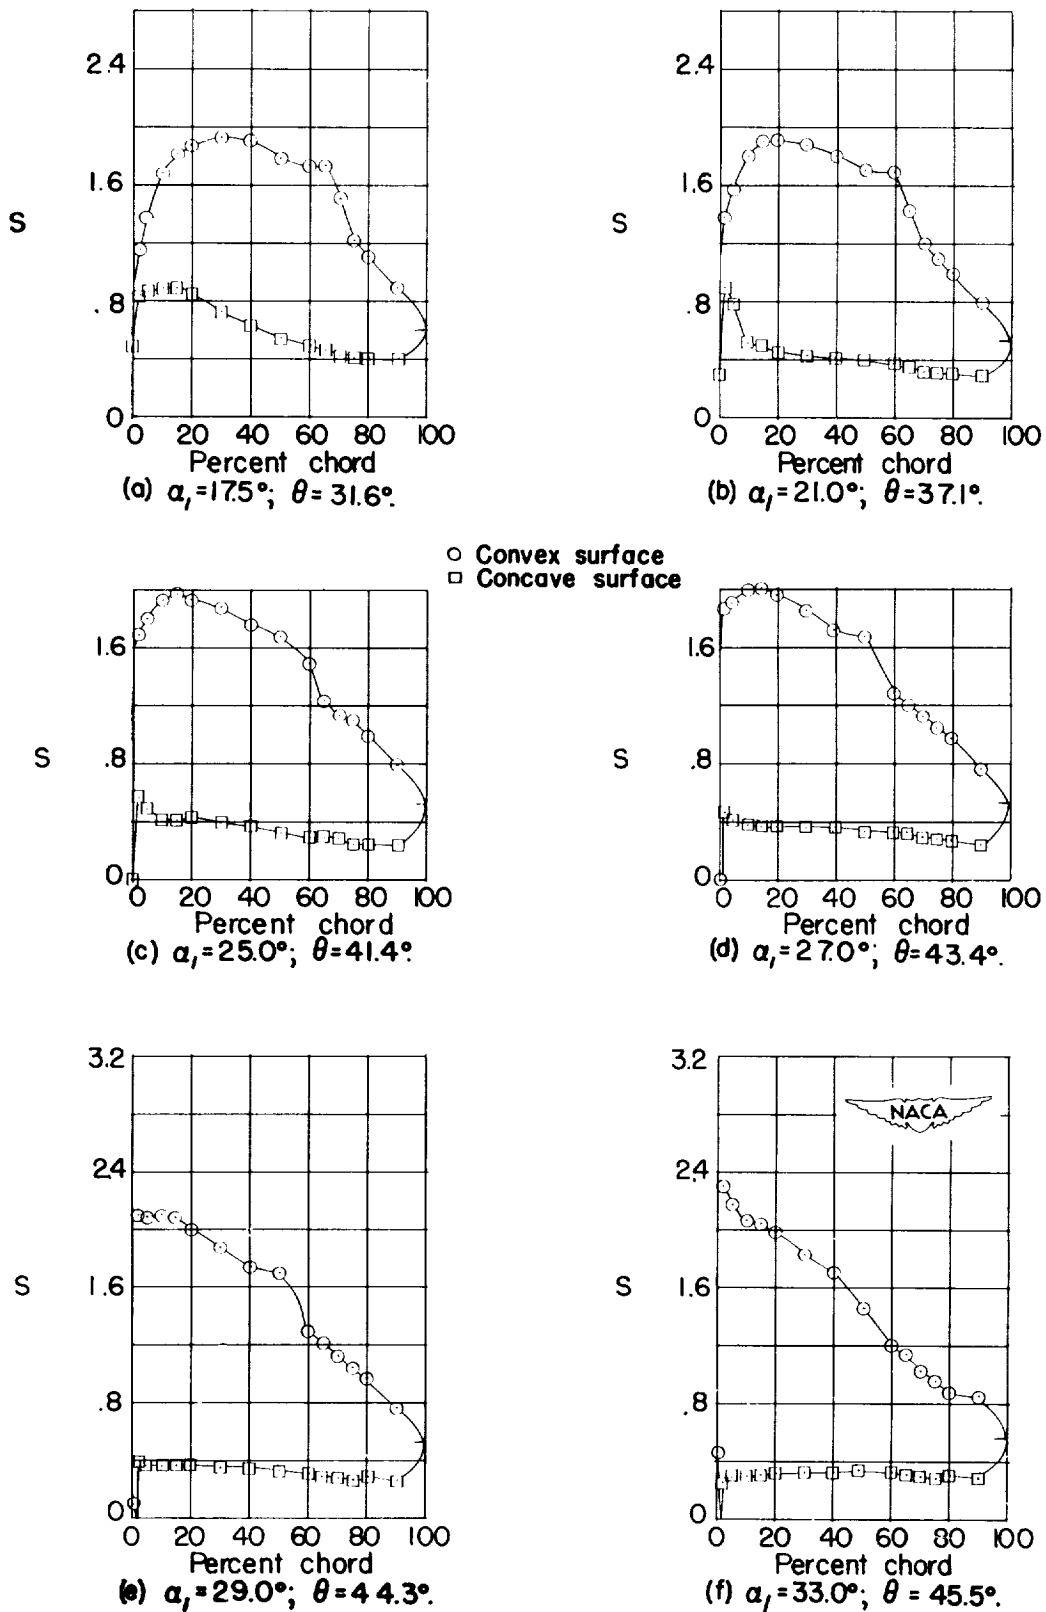 2.4
1.6
.8
0
S
0 20 40 60 80 100
Percent chord
(a) α₁=17.5°; θ=31.6°.
2.4
1.6
.8
0
S
0 20 40 60 80 100
Percent chord
(b) α₁=21.0°; θ=37.1°.
Convex surface
Concave surface
1.6
.8
0
S
0 20 40 60 80 100
Percent chord
(c) α₁=25.0°; θ=41.4°.
1.6
.8
0
S
0 20 40 60 80 100
Percent chord
(d) α₁=27.0°; θ=43.4°.
3.2
2.4
1.6
.8
0
S
0 20 40 60 80 100
Percent chord
(e) α₁=29.0°; θ=44.3°.
3.2
2.4
1.6
.8
0
S
NACA
0 20 40 60 80 100
Percent chord
(f) α₁=33.0°; θ=45.5°.